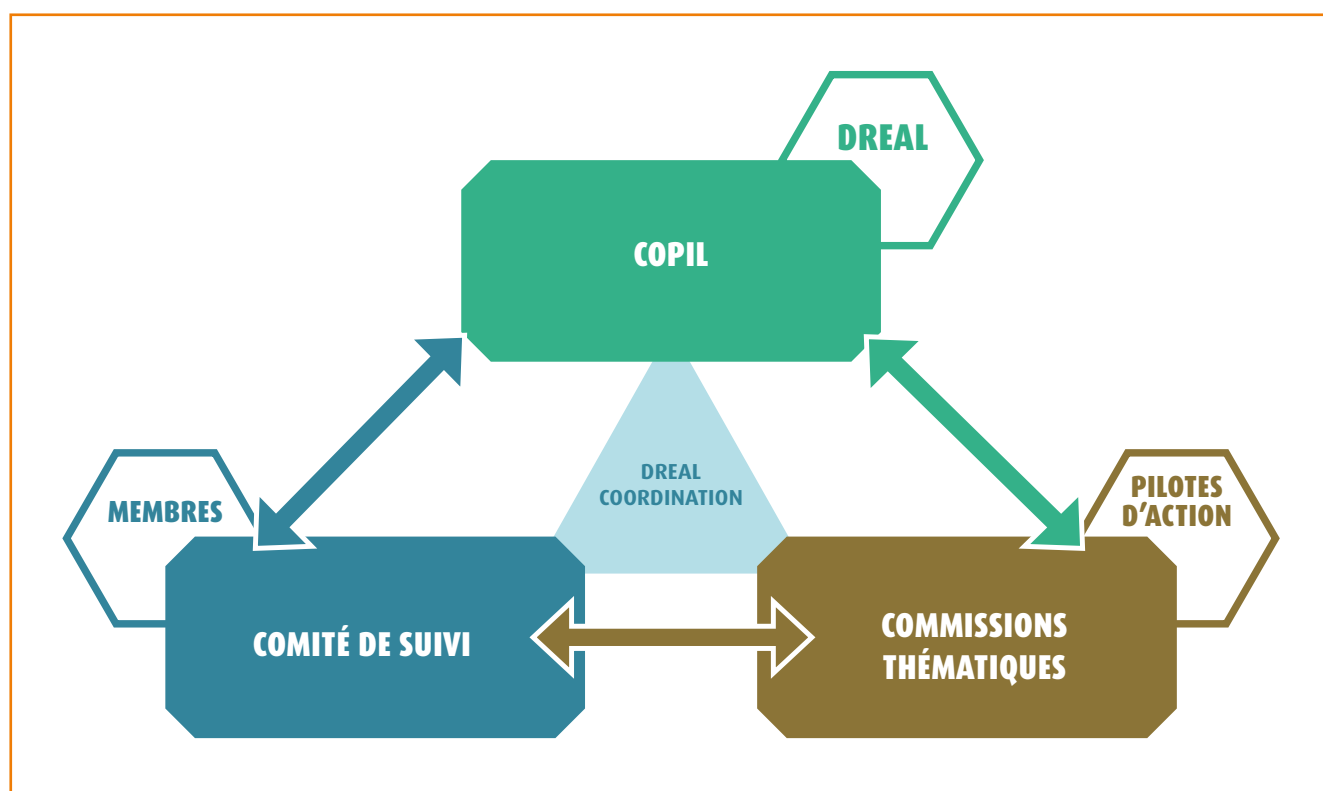 DREAL
COPIL
DREAL
COORDINATION
MEMBRES
PILOTES
D'ACTION
COMITÉ DE SUIVI
COMMISSIONS
THÉMATIQUES